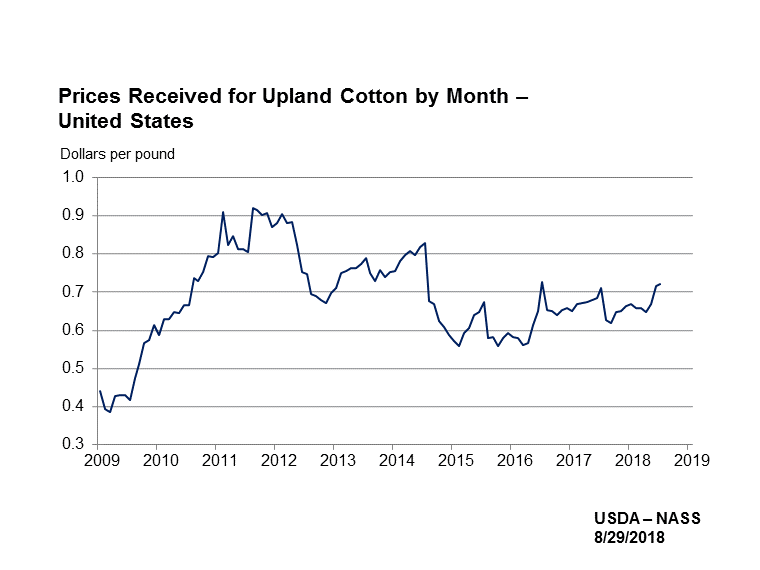 Prices Received for Upland Cotton by Month –
United States
Dollars per pound
1.0
0.9
0.8
0.7
0.6
0.5
0.4
0.3
2009 2010 2011 2012 2013 2014 2015 2016 2017 2018 2019
USDA – NASS
8/29/2018